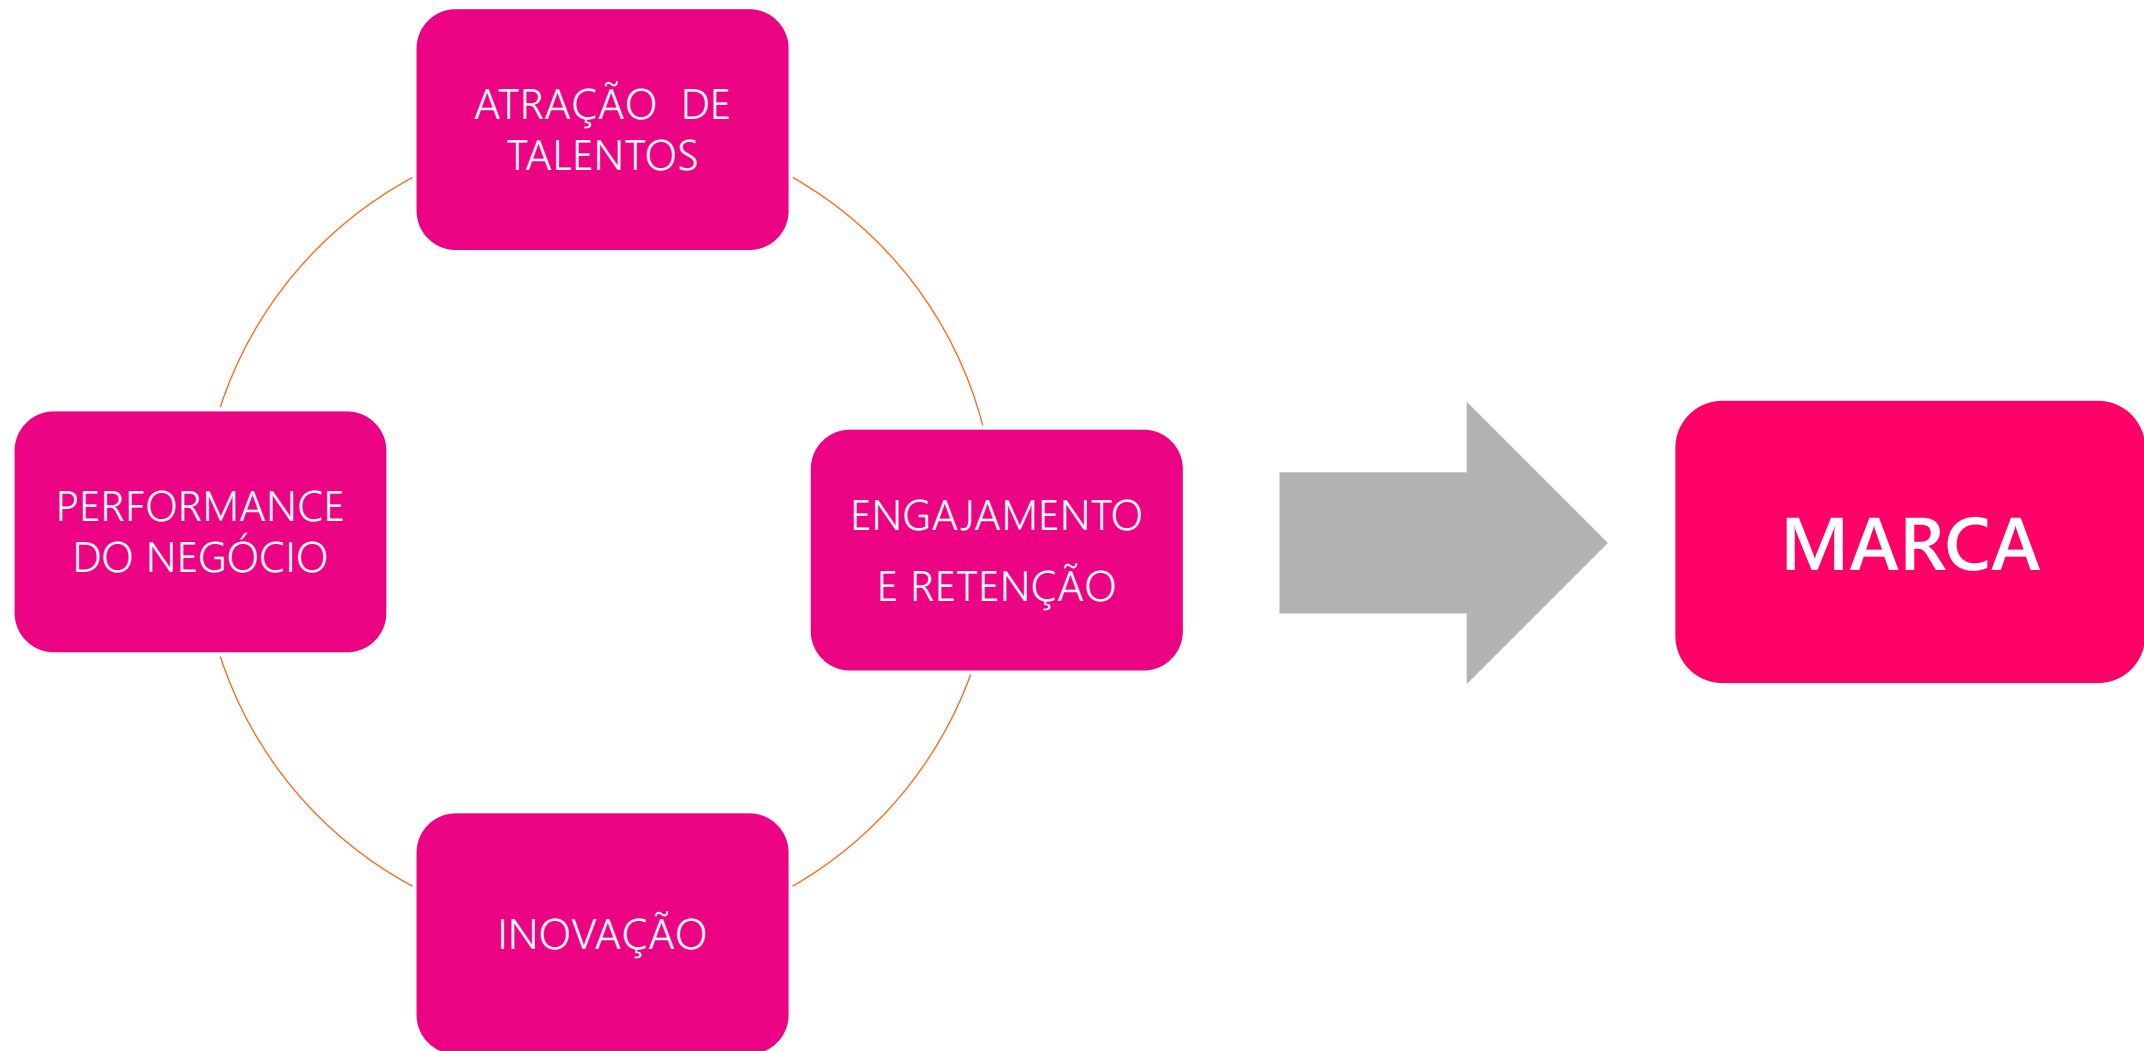 ATRAÇÃO DE
TALENTOS
PERFORMANCE
DO NEGÓCIO
ENGAJAMENTO
E RETENÇÃO
MARCA
INOVAÇÃO